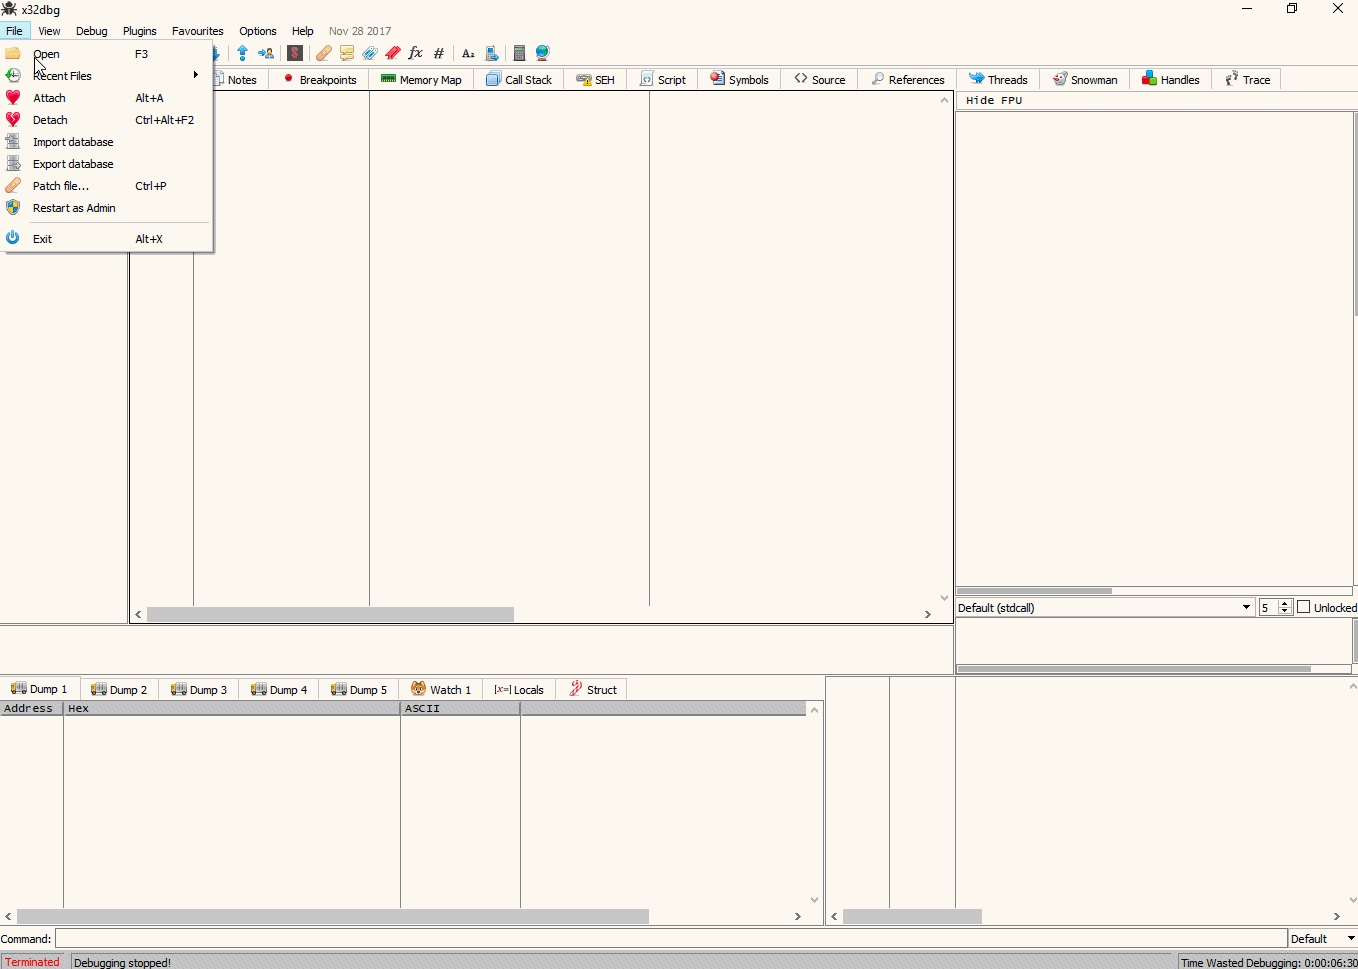 x32dbg
File View Debug Plugins Favourites Options Help Nov 28 2017
Open F3
Recent Files
Attach Alt+A
Detach Ctrl+Alt+F2
Import database
Export database
Patch file... Ctrl+P
Restart as Admin
Exit Alt+X
$ fx # Az
Notes Breakpoints Memory Map Call Stack SEH Script Symbols Source References Threads Snowman Handles Trace
Hide FPU
Default (stdcall) 5 Unlocked
Dump 1 Dump 2 Dump 3 Dump 4 Dump 5 Watch 1 [x=] Locals Struct
Address Hex ASCII
Command: Default
Terminated Debugging stopped! Time Wasted Debugging: 0:00:06:30